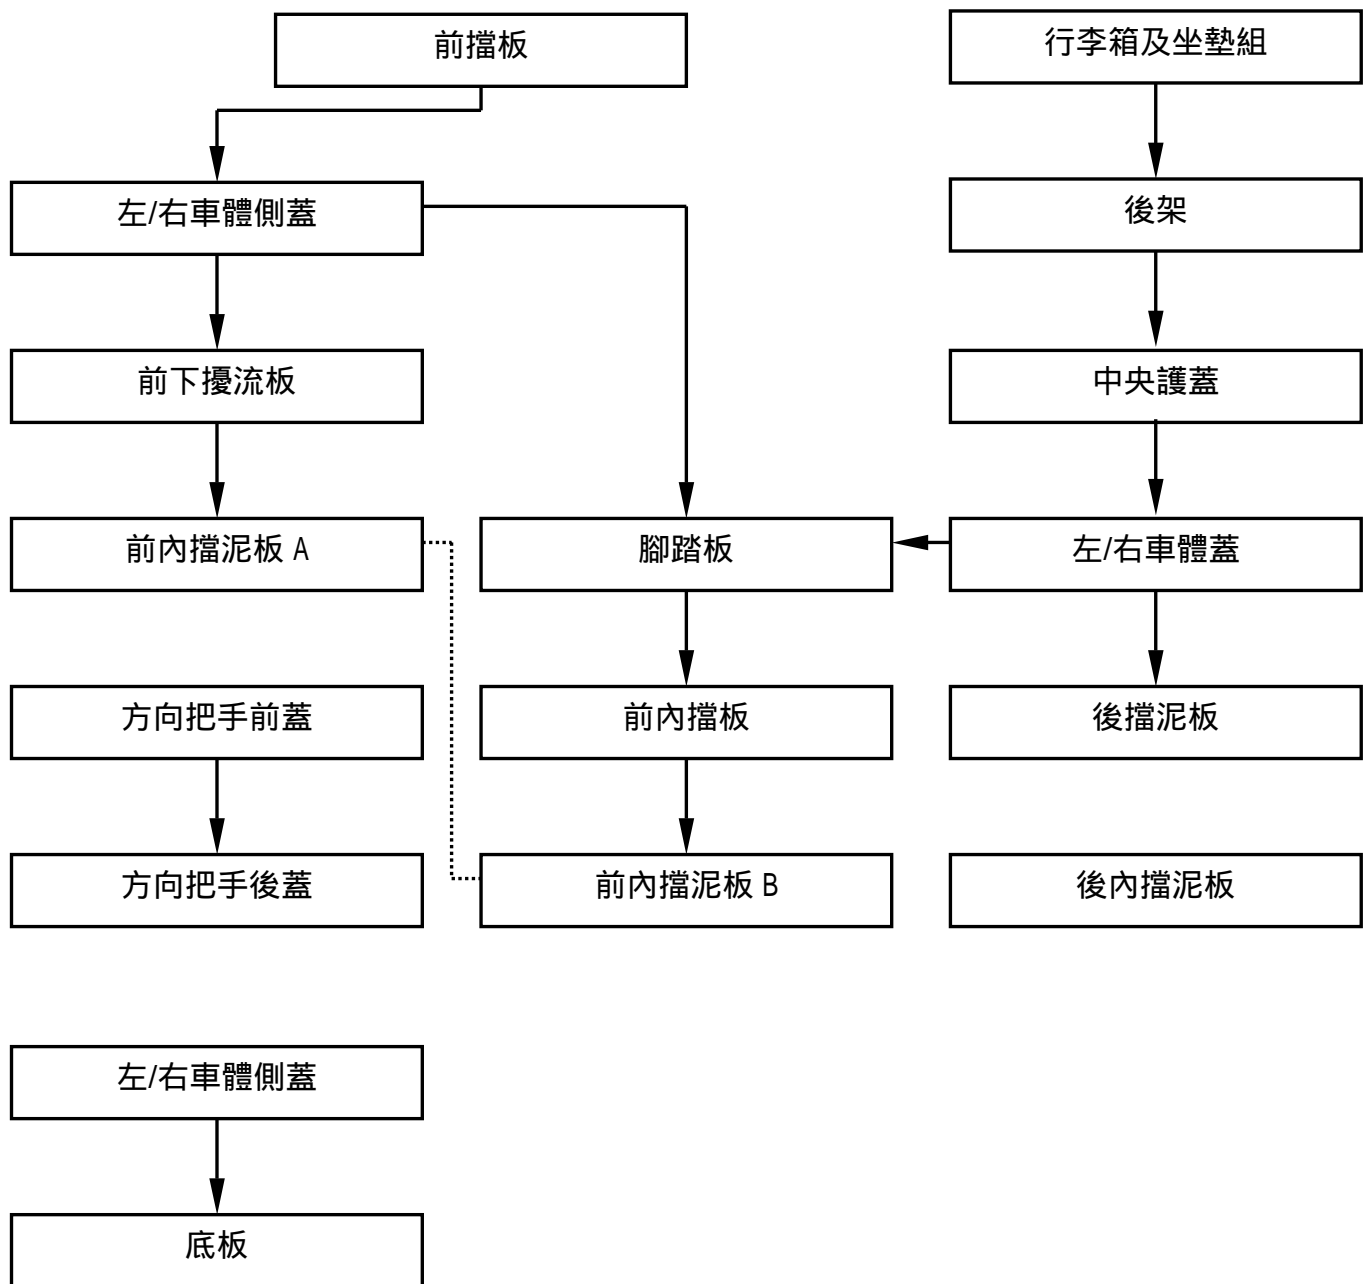 前擋板
行李箱及坐墊組
左/右車體側蓋
後架
前下擾流板
中央護蓋
前內擋泥板 A
腳踏板
左/右車體蓋
方向把手前蓋
前內擋板
後擋泥板
方向把手後蓋
前內擋泥板 B
後內擋泥板
左/右車體側蓋
底板